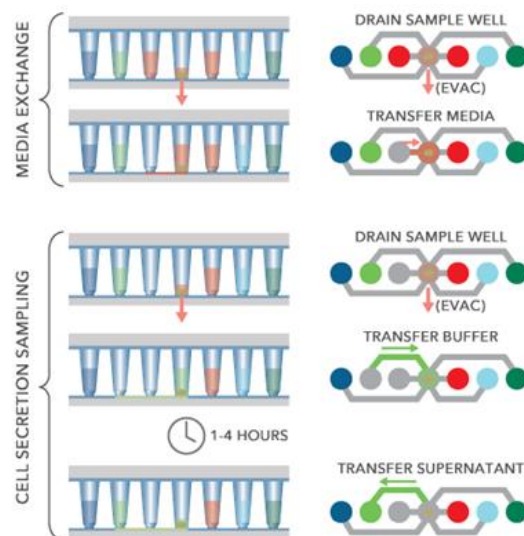 MEDIA EXCHANGE
DRAIN SAMPLE WELL
(EVAC)
TRANSFER MEDIA
CELL SECRETION SAMPLING
DRAIN SAMPLE WELL
(EVAC)
TRANSFER BUFFER
1-4 HOURS
TRANSFER SUPERNATANT